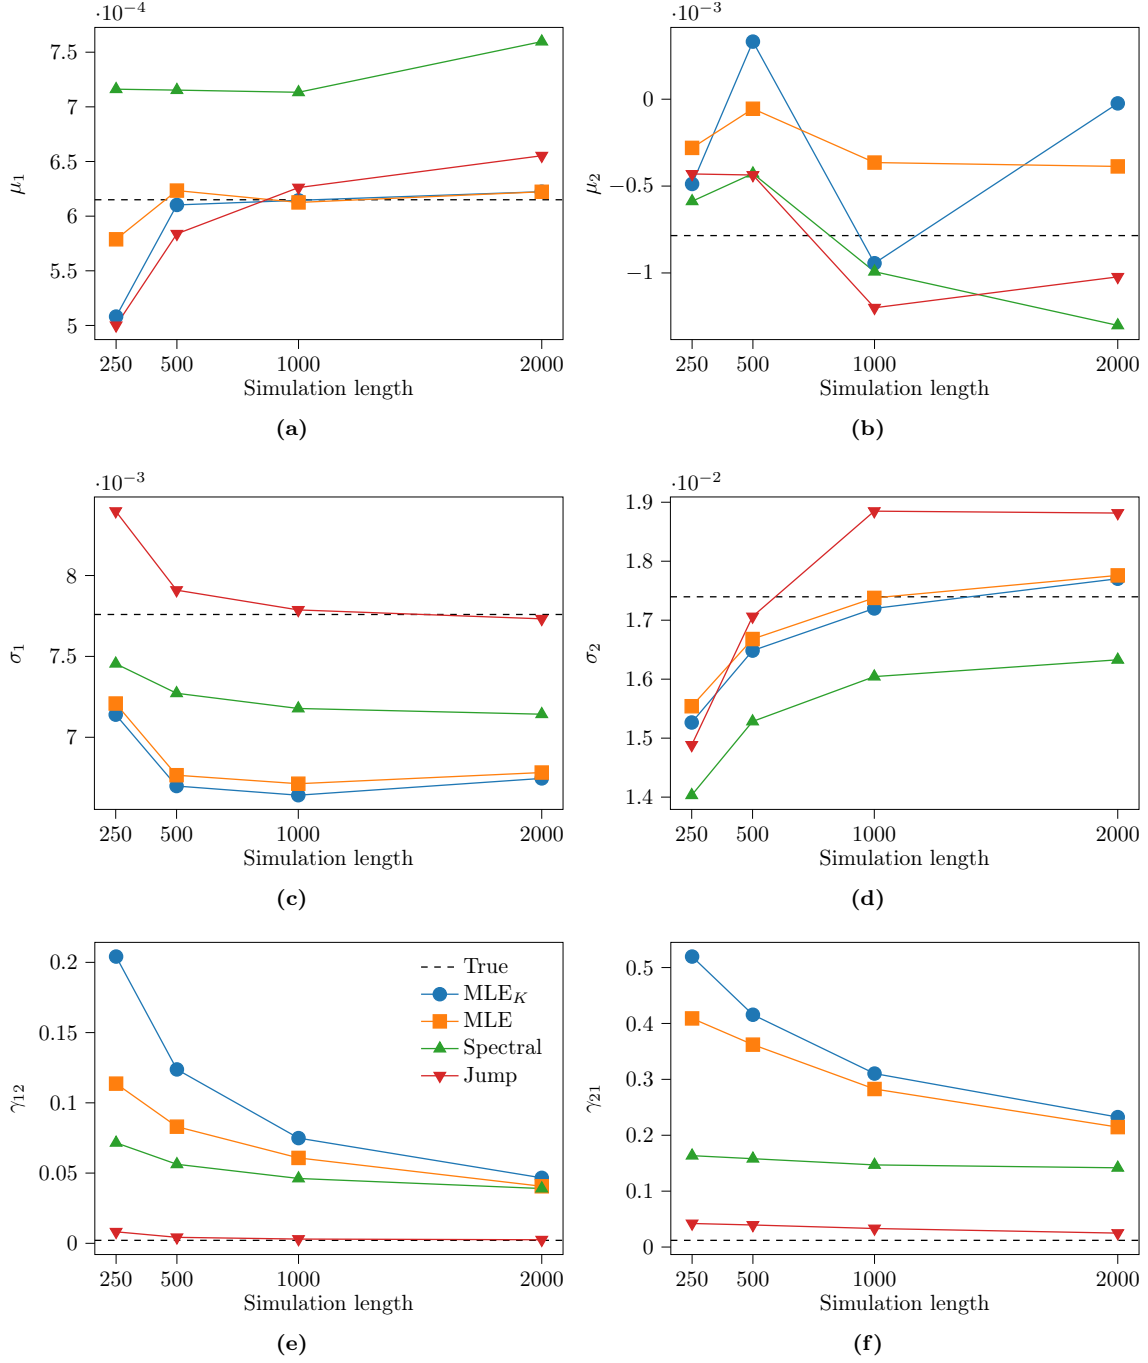 ·10⁻⁴
7.5
7
6.5
6
5.5
5
μ₁
250 500 1000 2000
Simulation length
(a)
·10⁻³
0
−0.5
−1
μ₂
250 500 1000 2000
Simulation length
(b)
·10⁻³
8
7.5
7
σ₁
250 500 1000 2000
Simulation length
(c)
·10⁻²
1.9
1.8
1.7
1.6
1.5
1.4
σ₂
250 500 1000 2000
Simulation length
(d)
0.2
0.15
0.1
0.05
0
γ₁₂
True
MLE_K
MLE
Spectral
Jump
250 500 1000 2000
Simulation length
(e)
0.5
0.4
0.3
0.2
0.1
0
γ₂₁
250 500 1000 2000
Simulation length
(f)